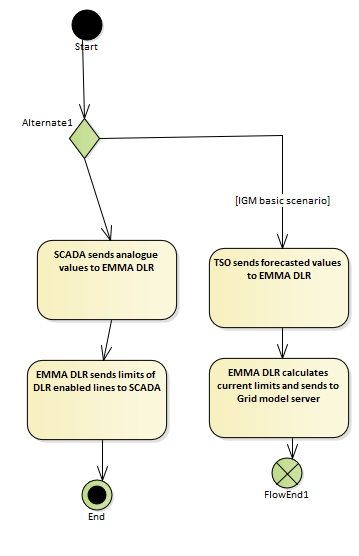 Start
Alternate1
[IGM basic scenario]
SCADA sends analogue
values to EMMA DLR
TSO sends forecasted values
to EMMA DLR
EMMA DLR sends limits of
DLR enabled lines to SCADA
EMMA DLR calculates
current limits and sends to
Grid model server
End
FlowEnd1